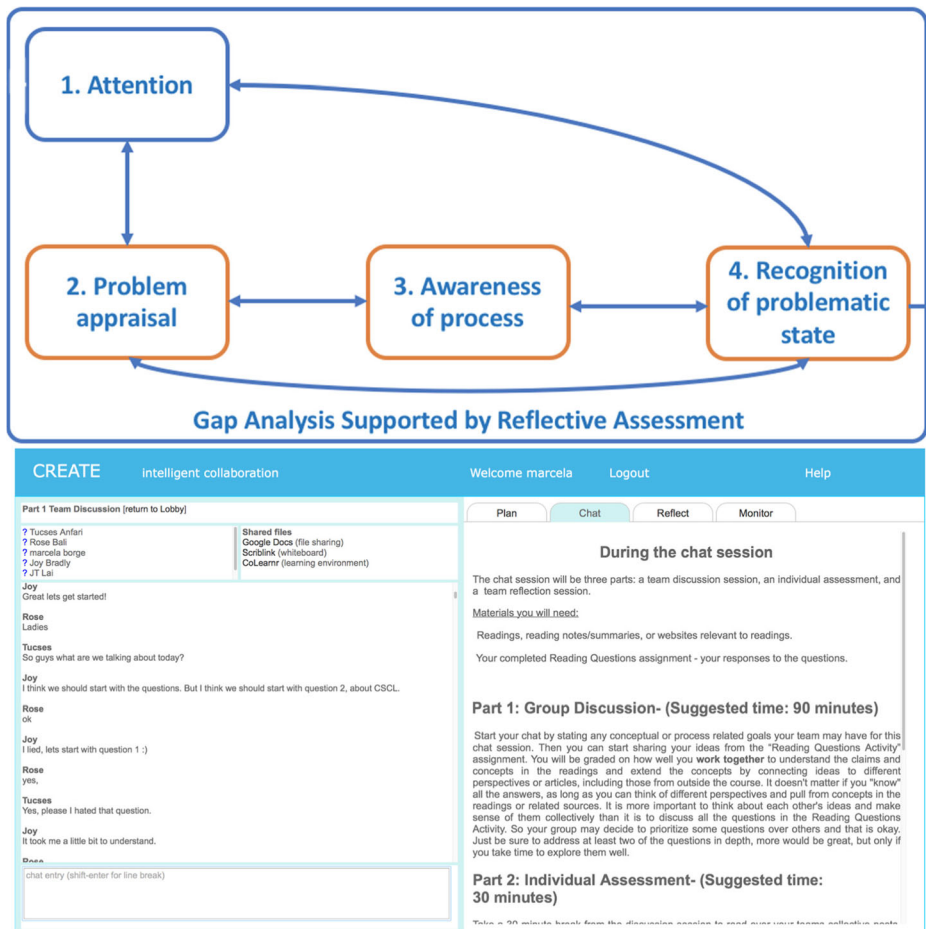 1. Attention
2. Problem
appraisal
3. Awareness
of process
4. Recognition
of problematic
state
Gap Analysis Supported by Reflective Assessment
CREATE
intelligent collaboration
Welcome marcela
Logout
Help
Part 1 Team Discussion [return to Lobby]
? Tucses Anfari
? Rose Bali
? marcela borge
? Joy Bradly
? JT Lai
Shared files
Google Docs (file sharing)
Scriblink (whiteboard)
CoLearnr (learning environment)
Joy
Great lets get started!
Rose
Ladies
Tucses
So guys what are we talking about today?
Joy
I think we should start with the questions. But I think we should start with question 2, about CSCL.
Rose
ok
Joy
I lied, lets start with question 1 :)
Rose
yes,
Tucses
Yes, please I hated that question.
Joy
It took me a little bit to understand.
Rose
chat entry (shift-enter for line break)
Plan
Chat
Reflect
Monitor
During the chat session
The chat session will be three parts: a team discussion session, an individual assessment, and
a team reflection session.
Materials you will need:
Readings, reading notes/summaries, or websites relevant to readings.
Your completed Reading Questions assignment - your responses to the questions.
Part 1: Group Discussion- (Suggested time: 90 minutes)
Start your chat by stating any conceptual or process related goals your team may have for this
chat session. Then you can start sharing your ideas from the "Reading Questions Activity"
assignment. You will be graded on how well you work together to understand the claims and
concepts in the readings and extend the concepts by connecting ideas to different
perspectives or articles, including those from outside the course. It doesn't matter if you "know"
all the answers, as long as you can think of different perspectives and pull from concepts in the
readings or related sources. It is more important to think about each other's ideas and make
sense of them collectively than it is to discuss all the questions in the Reading Questions
Activity. So your group may decide to prioritize some questions over others and that is okay.
Just be sure to address at least two of the questions in depth, more would be great, but only if
you take time to explore them well.
Part 2: Individual Assessment- (Suggested time:
30 minutes)
Take a 30 minute break from the discussion session to read over your teams collective posts,